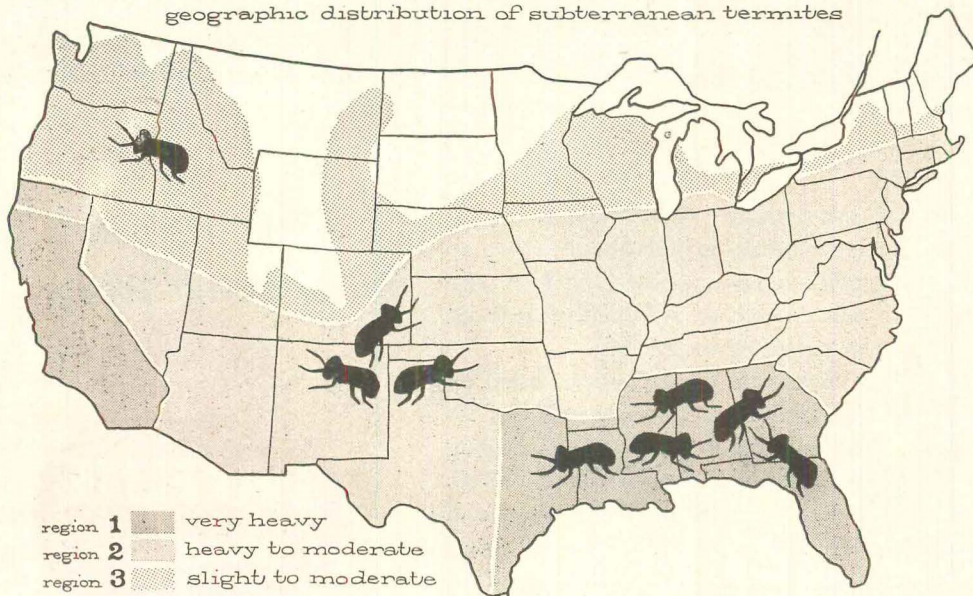 geographic distribution of subterranean termites
region 1 very heavy
region 2 heavy to moderate
region 3 slight to moderate